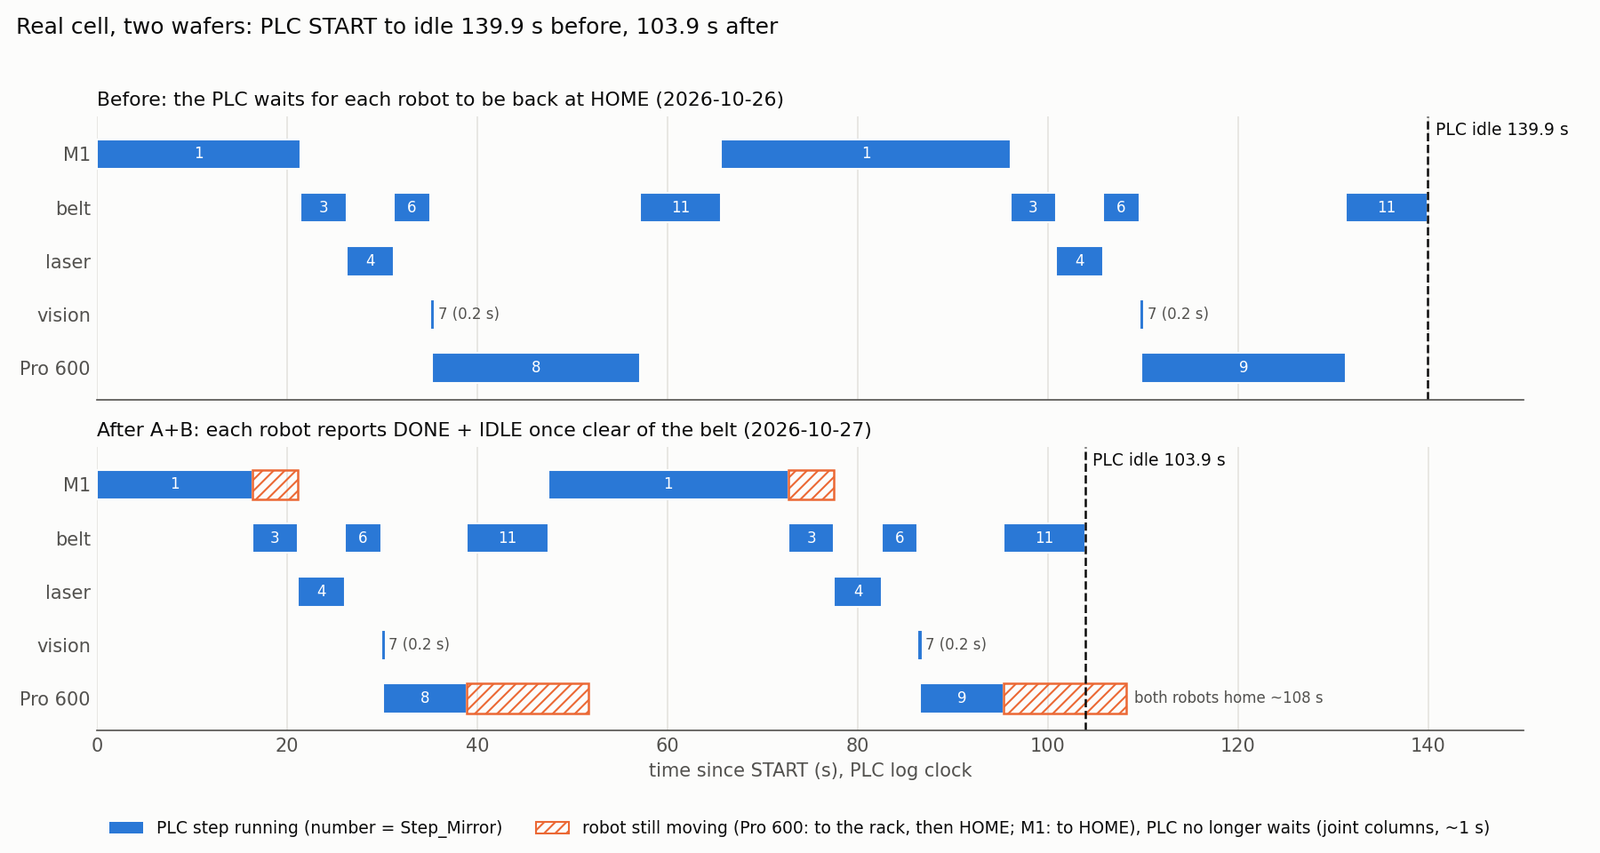 Real cell, two wafers: PLC START to idle 139.9 s before, 103.9 s after
Before: the PLC waits for each robot to be back at HOME (2026-10-26)
PLC idle 139.9 s
M1
1
1
belt
3
6
11
3
6
11
laser
4
4
vision
7 (0.2 s)
7 (0.2 s)
Pro 600
8
9
After A+B: each robot reports DONE + IDLE once clear of the belt (2026-10-27)
PLC idle 103.9 s
M1
1
1
belt
3
6
11
3
6
11
laser
4
4
vision
7 (0.2 s)
7 (0.2 s)
Pro 600
8
9
both robots home ~108 s
0 20 40 60 80 100 120 140
time since START (s), PLC log clock
PLC step running (number = Step_Mirror)
robot still moving (Pro 600: to the rack, then HOME; M1: to HOME), PLC no longer waits (joint columns, ~1 s)